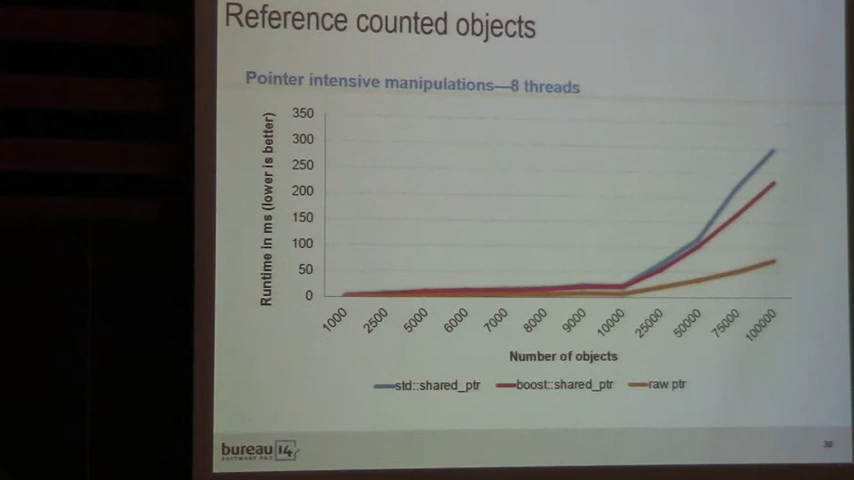 Reference counted objects
Pointer intensive manipulations—8 threads
Runtime in ms (lower is better)
350
300
250
200
150
100
50
0
1000
2500
5000
6000
7000
8000
9000
10000
25000
50000
75000
100000
Number of objects
std::shared_ptr
boost::shared_ptr
raw ptr
bureau 14